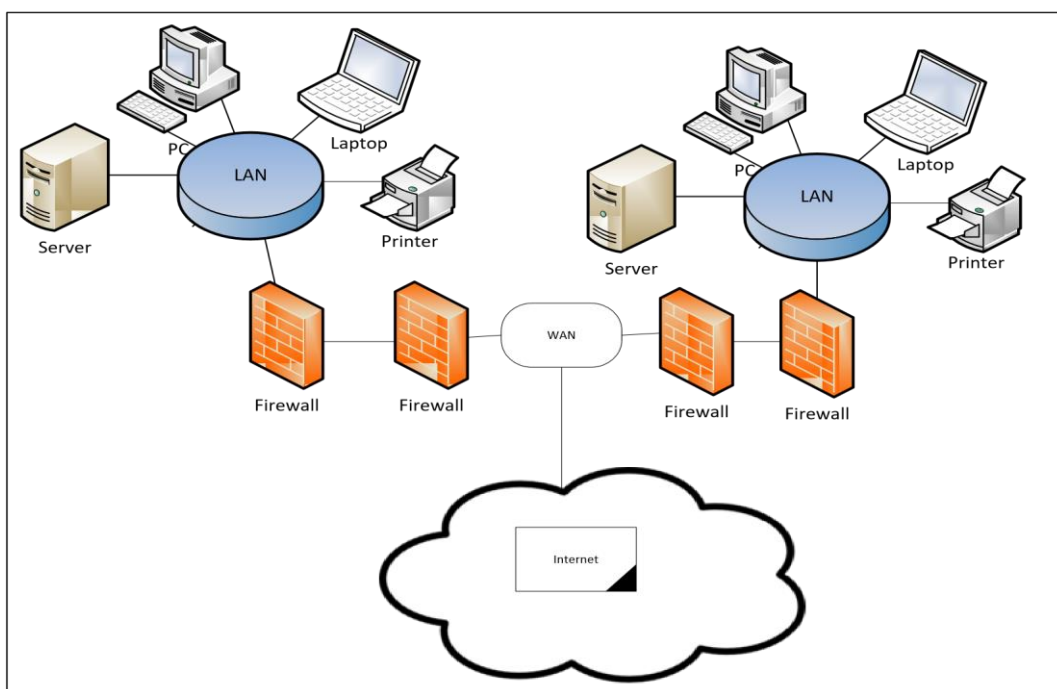 PC
Laptop
LAN
Server
Printer
PC
Laptop
LAN
Server
Printer
Firewall
Firewall
WAN
Firewall
Firewall
Internet